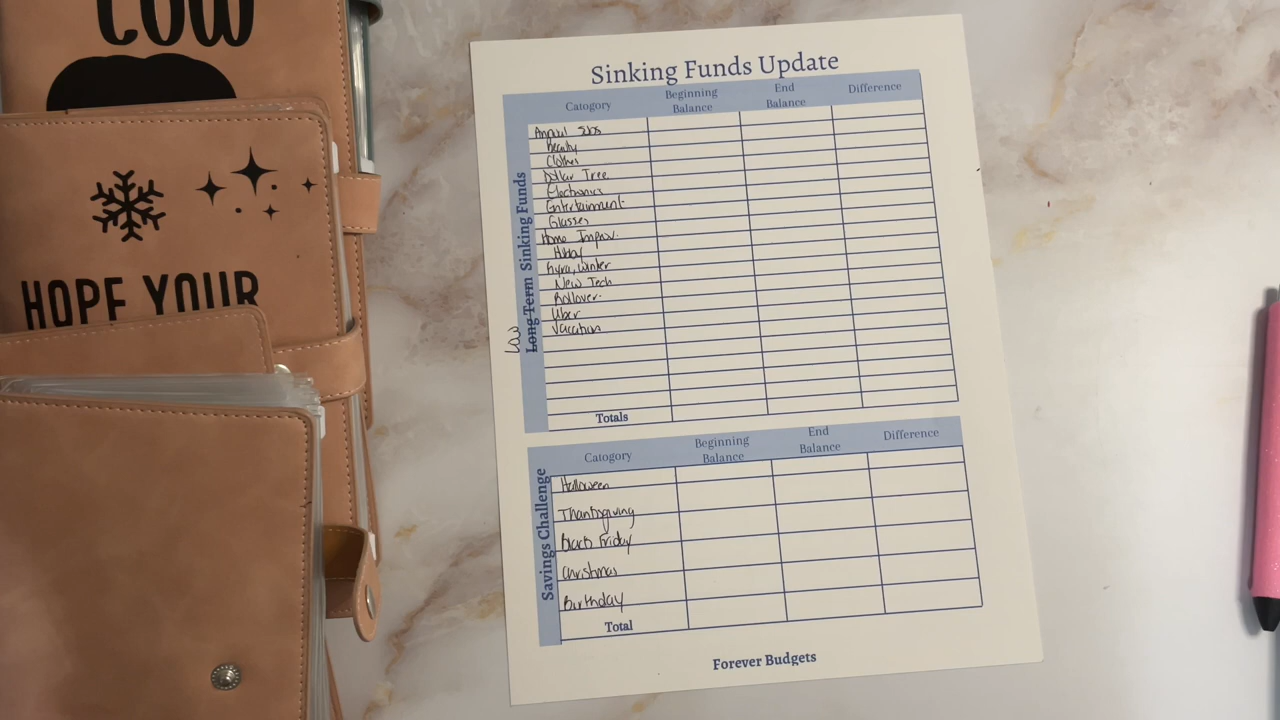 COW
HOPE YOUR
Sinking Funds Update
Catogory Beginning Balance End Balance Difference
Low
Long Term Sinking Funds
Annual Subs
Beauty
Clothes
Dollar Tree
Electronics
Entertainment
Glasses
Home Improv.
Hobby
Winter
New Tech
Rollover
Uber
Vacation
Totals
Catogory Beginning Balance End Balance Difference
Savings Challenge
Halloween
Thanksgiving
Black Friday
Christmas
Birthday
Total
Forever Budgets